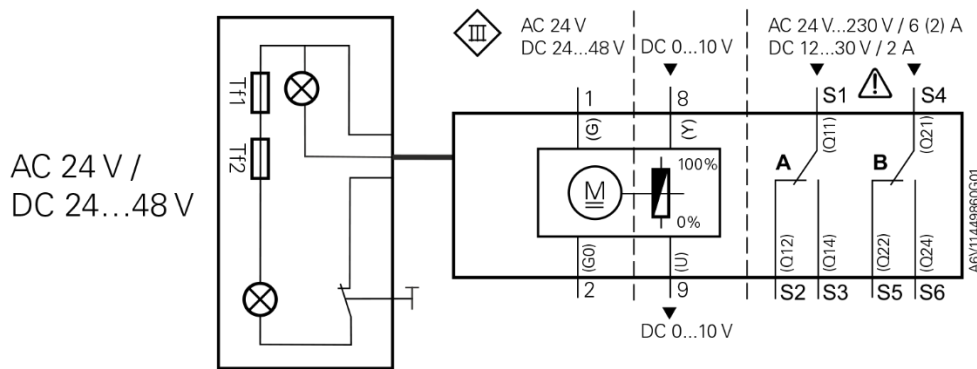 AC 24 V /
DC 24...48 V
Tf1
Tf2
III
AC 24 V
DC 24...48 V
DC 0...10 V
AC 24 V...230 V / 6 (2) A
DC 12...30 V / 2 A
1
8
S1
S4
(G)
(Y)
(Q11)
(Q21)
M
100%
0%
A
B
(G0)
(U)
(Q12)
(Q14)
(Q22)
(Q24)
2
9
S2
S3
S5
S6
DC 0...10 V
A6V11449860G01